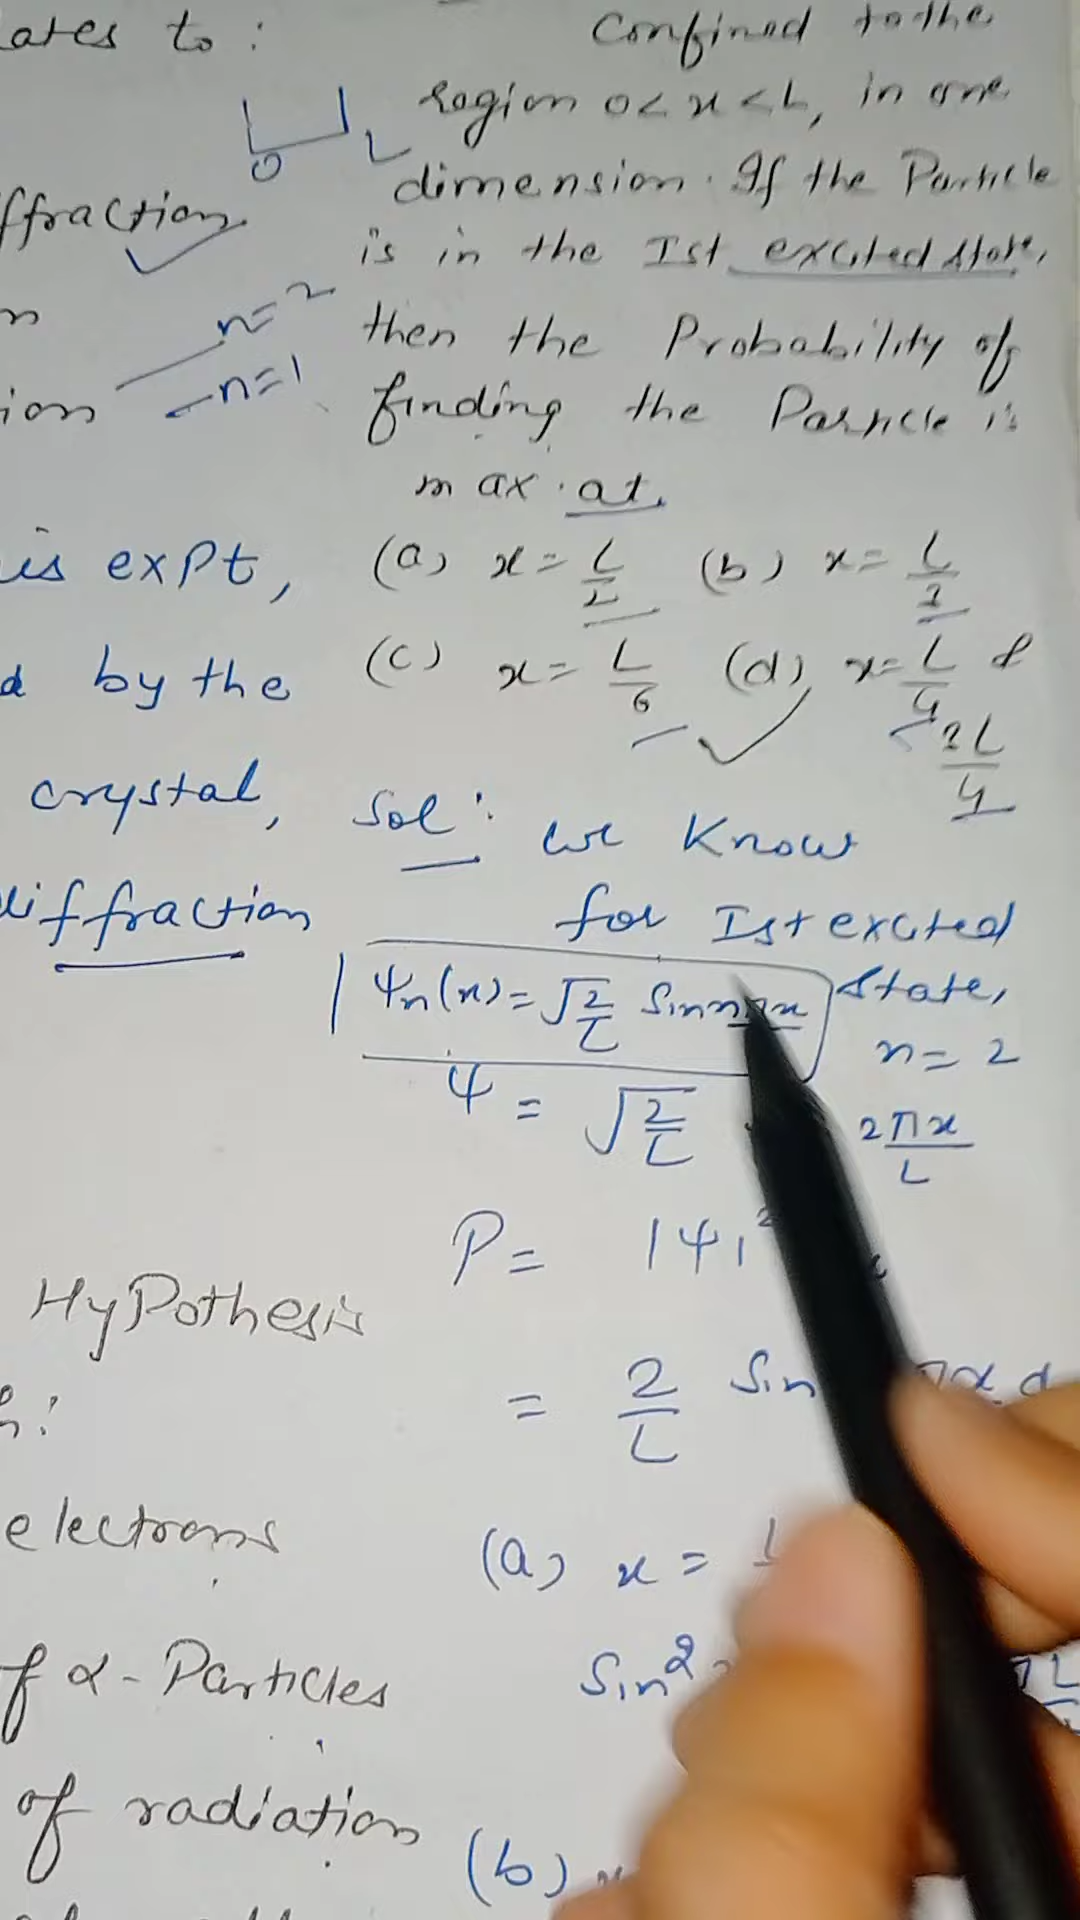 ates to :
ffraction
n=2
n=1
ion
is expt,
d by the
crystal,
diffraction
HyPothesis
electrons
of α-Particles
of radiation
O L
Confined to the
region 0<x<L, in one
dimension. If the Particle
is in the Ist excited state,
then the Probability of
finding the Particle is
max. at.
(a) x = L/2 (b) x = L/3
(c) x = L/6 (d) x = L/4 & 3L/4
Sol: we Know
for Ist excited
ψn(x) = √2/L Sin nπx State,
n = 2
ψ = √2/L 2πx/L
P = |ψ|²
= 2/L Sin πx d
(a) x =
Sin²
(b) x